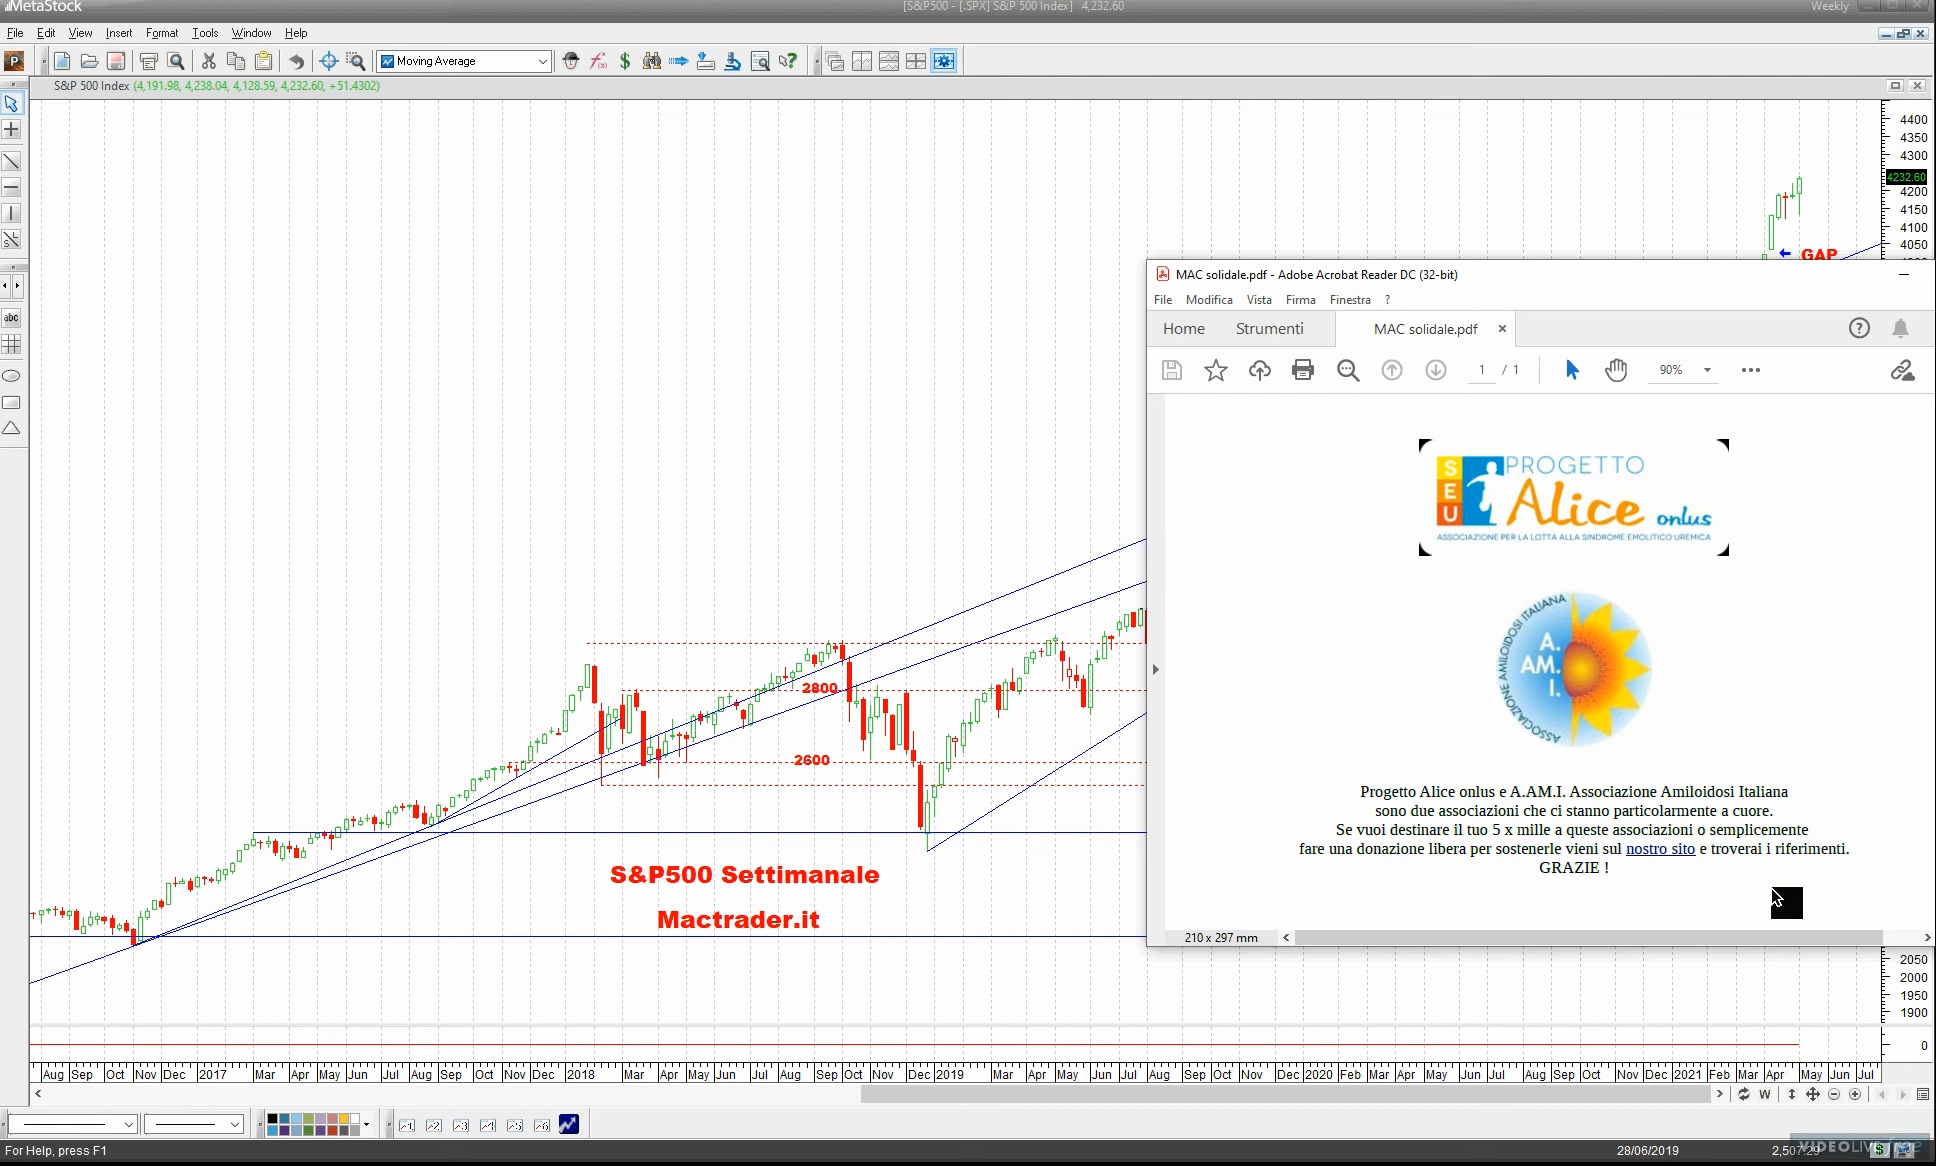 MetaStock
[S&P500 - [.SPX] S&P 500 Index] 4,232.60
Weekly
File Edit View Insert Format Tools Window Help
Moving Average
S&P 500 Index (4,191.98, 4,238.04, 4,128.59, 4,232.60, +51.4302)
4400
4350
4300
4232.60
4200
4150
4100
4050
GAP
MAC solidale.pdf - Adobe Acrobat Reader DC (32-bit)
File Modifica Vista Firma Finestra ?
Home Strumenti MAC solidale.pdf
1 / 1 90%
SEU
PROGETTO
Alice onlus
ASSOCIAZIONE PER LA LOTTA ALLA SINDROME EMOLITICO UREMICA
ASSOCIAZIONE AMILOIDOSI ITALIANA
A.
AM.
I.
Progetto Alice onlus e A.AM.I. Associazione Amiloidosi Italiana
sono due associazioni che ci stanno particolarmente a cuore.
Se vuoi destinare il tuo 5 x mille a queste associazioni o semplicemente
fare una donazione libera per sostenerle vieni sul nostro sito e troverai i riferimenti.
GRAZIE !
210 x 297 mm
2800
2600
S&P500 Settimanale
Mactrader.it
2050
2000
1950
1900
0
Aug Sep Oct Nov Dec 2017 Mar Apr May Jun Jul Aug Sep Oct Nov Dec 2018 Mar Apr May Jun Jul Aug Sep Oct Nov Dec 2019 Mar Apr May Jun Jul Aug Sep Oct Nov Dec 2020 Feb Mar Apr May Jun Jul Aug Sep Oct Nov Dec 2021 Feb Mar Apr May Jun Jul
W
For Help, press F1
28/06/2019
2,507.29
VIDEOLIVE